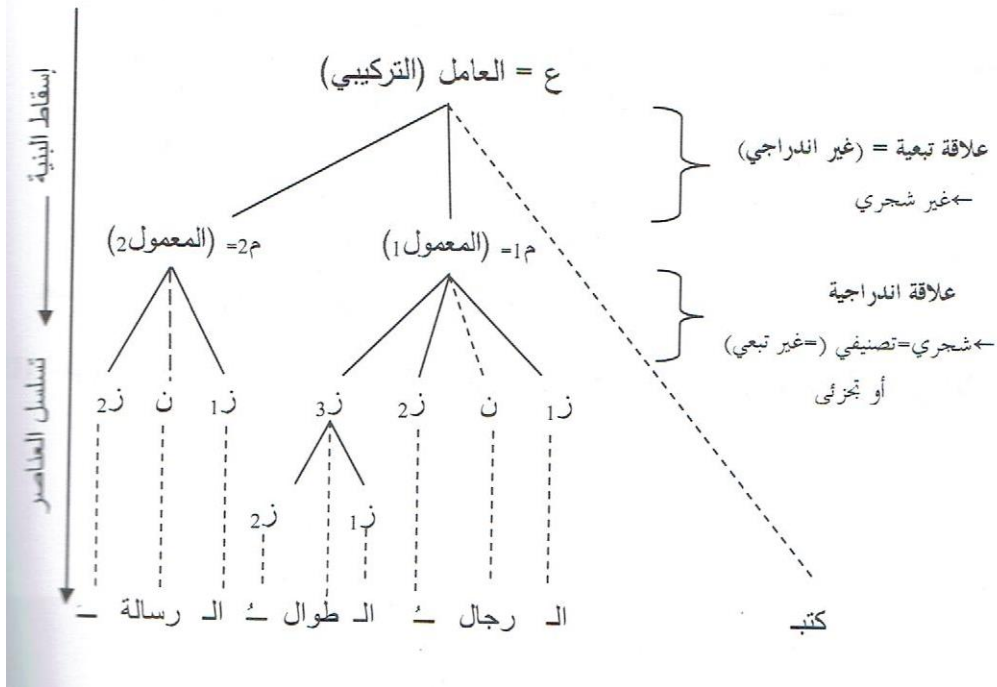 ع = العامل (التركيبي)
علاقة تبعية = (غير اندراجي)
←غير شجري
م1= (المعمول1)
م2= (المعمول2)
علاقة اندراجية
←شجري=تصنيفي (=غير تبعي)
أو تجزئى
ز1 ن ز2 ز3 ز1 ن ز2
ز1 ز2
كتبـ الـ رجال ـُ الـ طوال ـُ الـ رسالة ـَ
إسقاط البنية
تسلسل العناصر